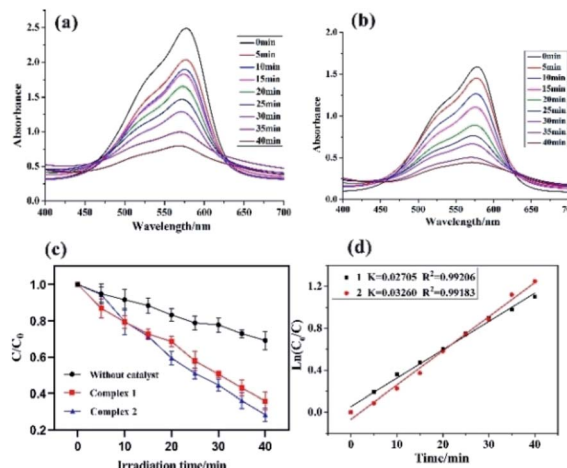 (a)
2.5
2.0
1.5
1.0
0.5
0.0
Absorbance
400 450 500 550 600 650 700
Wavelength/nm
0min
5min
10min
15min
20min
25min
30min
35min
40min
(b)
2.0
1.5
1.0
0.5
0.0
Absorbance
400 450 500 550 600 650 700
Wavelength/nm
0min
5min
10min
15min
20min
25min
30min
35min
40min
(c)
1.0
0.8
0.6
0.4
0.2
C/C0
Without catalyst
Complex 1
Complex 2
0 10 20 30 40
Irradiation time/min
(d)
1 K=0.02705 R²=0.99206
2 K=0.03260 R²=0.99183
1.2
0.8
0.4
0.0
Ln(C0/C)
0 10 20 30 40
Time/min